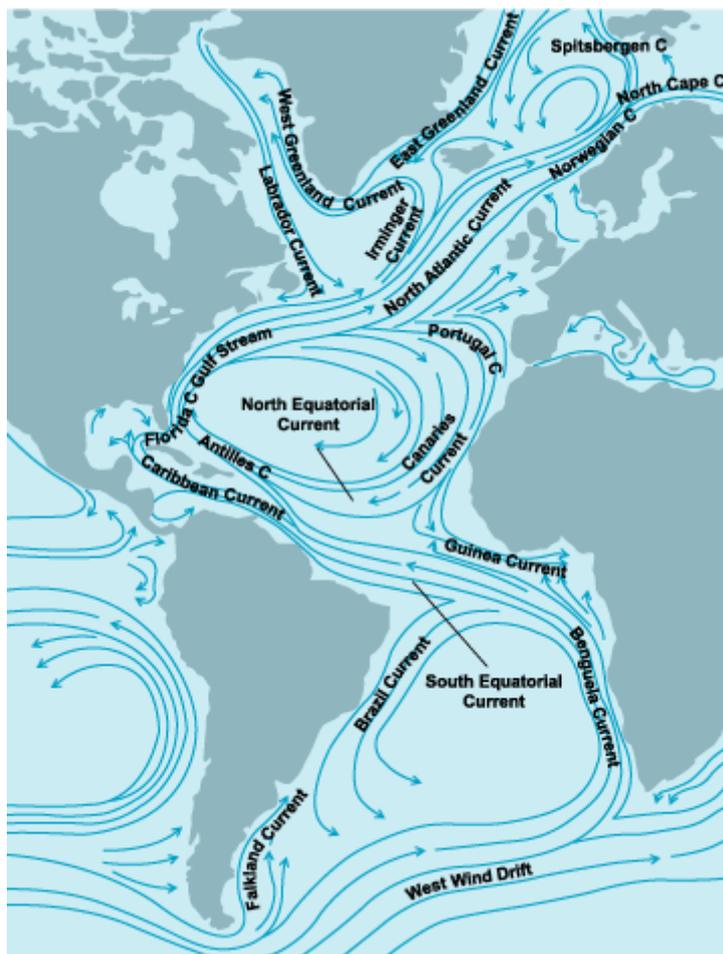 Spitsbergen C
North Cape C
East Greenland Current
Norwegian C
West Greenland Current
Labrador Current
Irminger
Current
North Atlantic Current
Gulf Stream
Portugal C
Florida C
North Equatorial
Current
Canaries
Current
Antilles C
Caribbean Current
Guinea Current
Benguela Current
South Equatorial
Current
Brazil Current
Falkland Current
West Wind Drift